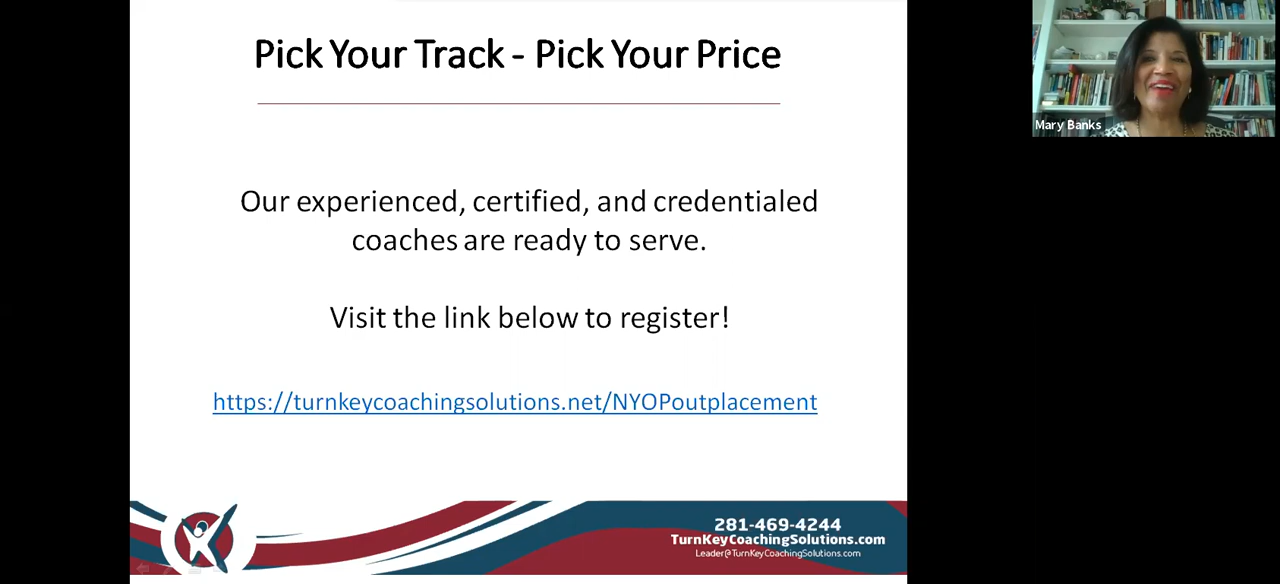 Pick Your Track - Pick Your Price
Mary Banks
Our experienced, certified, and credentialed
coaches are ready to serve.
Visit the link below to register!
https://turnkeycoachingsolutions.net/NYOPoutplacement
281-469-4244
TurnKeyCoachingSolutions.com
Leader@TurnKeyCoachingSolutions.com